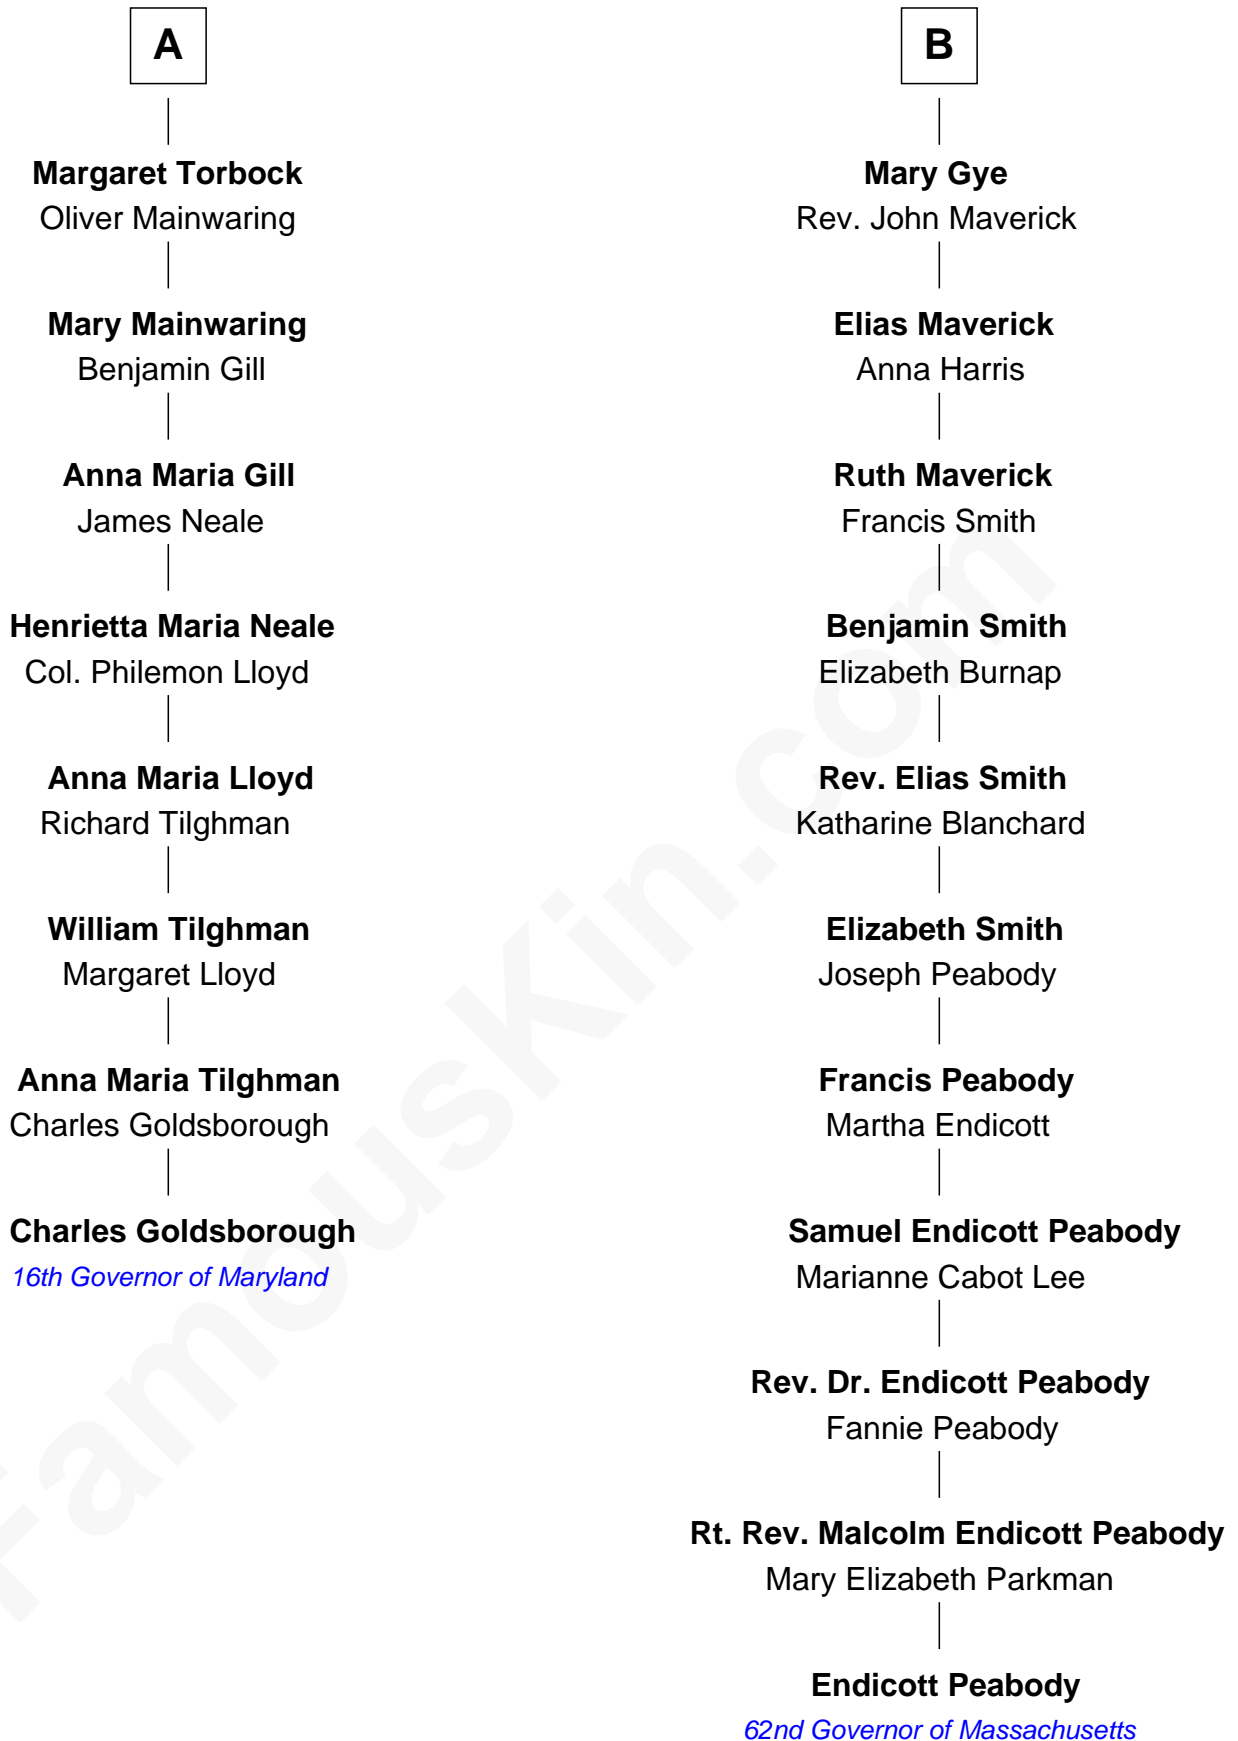 A
Margaret Torbock
Oliver Mainwaring
Mary Mainwaring
Benjamin Gill
Anna Maria Gill
James Neale
Henrietta Maria Neale
Col. Philemon Lloyd
Anna Maria Lloyd
Richard Tilghman
William Tilghman
Margaret Lloyd
Anna Maria Tilghman
Charles Goldsborough
Charles Goldsborough
16th Governor of Maryland
B
Mary Gye
Rev. John Maverick
Elias Maverick
Anna Harris
Ruth Maverick
Francis Smith
Benjamin Smith
Elizabeth Burnap
Rev. Elias Smith
Katharine Blanchard
Elizabeth Smith
Joseph Peabody
Francis Peabody
Martha Endicott
Samuel Endicott Peabody
Marianne Cabot Lee
Rev. Dr. Endicott Peabody
Fannie Peabody
Rt. Rev. Malcolm Endicott Peabody
Mary Elizabeth Parkman
Endicott Peabody
62nd Governor of Massachusetts
FamousKin.com